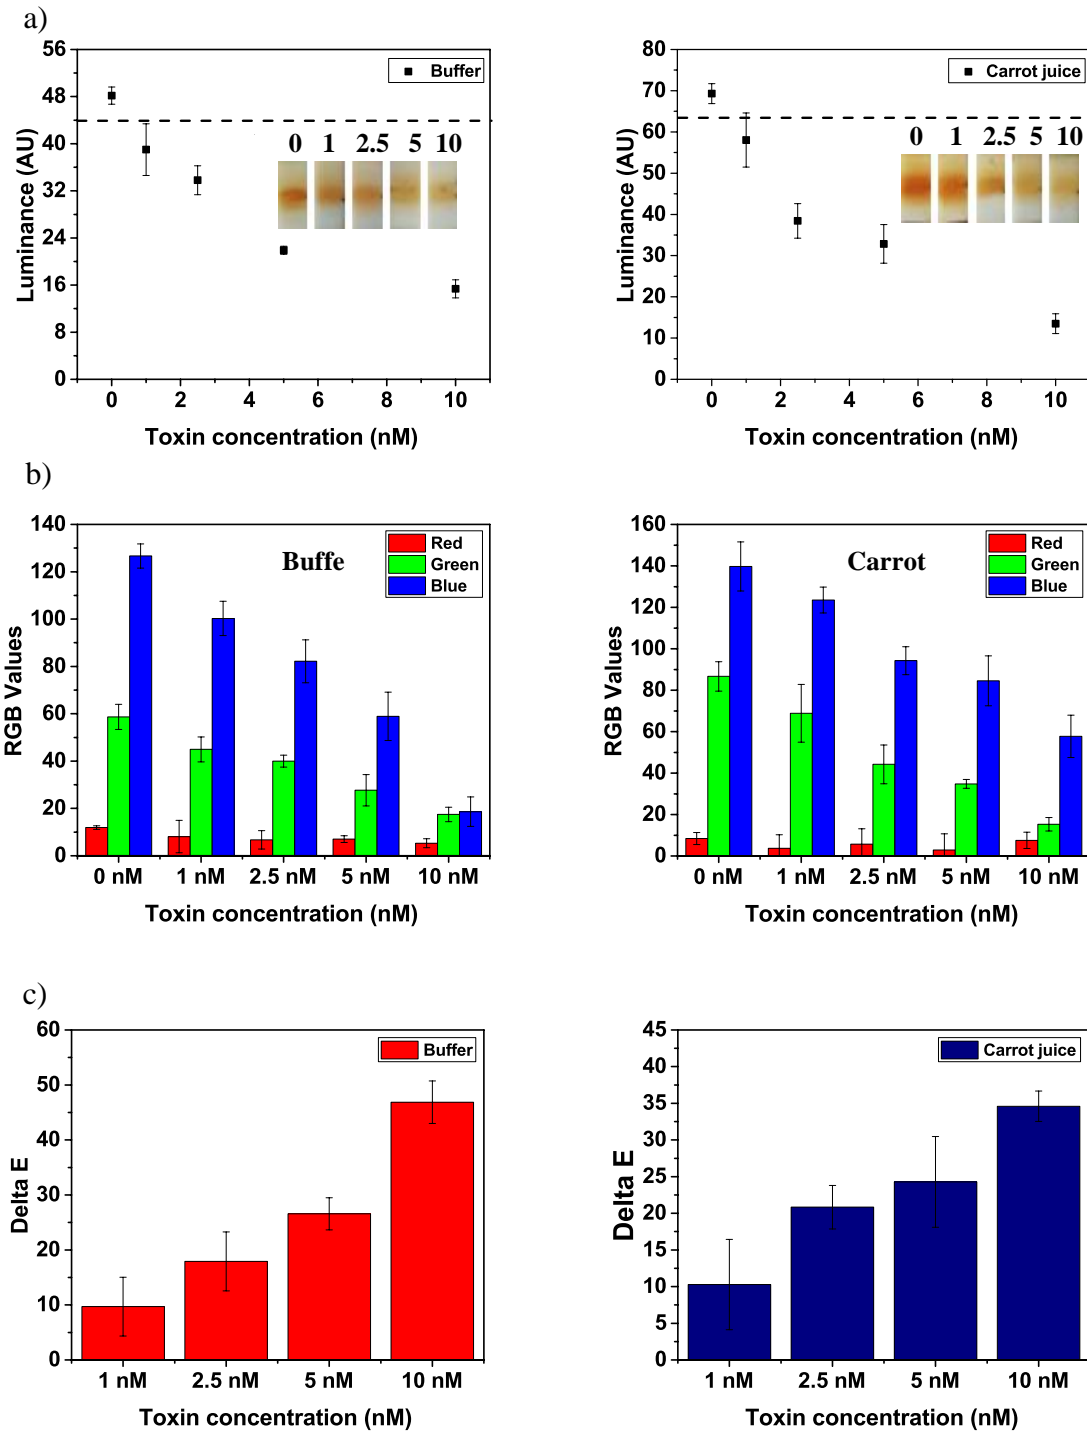 a)
56
48
40
32
24
16
8
0
Luminance (AU)
Buffer
0 1 2.5 5 10
0 2 4 6 8 10
Toxin concentration (nM)
80
70
60
50
40
30
20
10
0
Luminance (AU)
Carrot juice
0 1 2.5 5 10
0 2 4 6 8 10
Toxin concentration (nM)
b)
140
120
100
80
60
40
20
0
RGB Values
Buffe
Red
Green
Blue
0 nM 1 nM 2.5 nM 5 nM 10 nM
Toxin concentration (nM)
160
140
120
100
80
60
40
20
0
RGB Values
Carrot
Red
Green
Blue
0 nM 1 nM 2.5 nM 5 nM 10 nM
Toxin concentration (nM)
c)
60
50
40
30
20
10
0
Delta E
Buffer
1 nM 2.5 nM 5 nM 10 nM
Toxin concentration (nM)
45
40
35
30
25
20
15
10
5
0
Delta E
Carrot juice
1 nM 2.5 nM 5 nM 10 nM
Toxin concentration (nM)